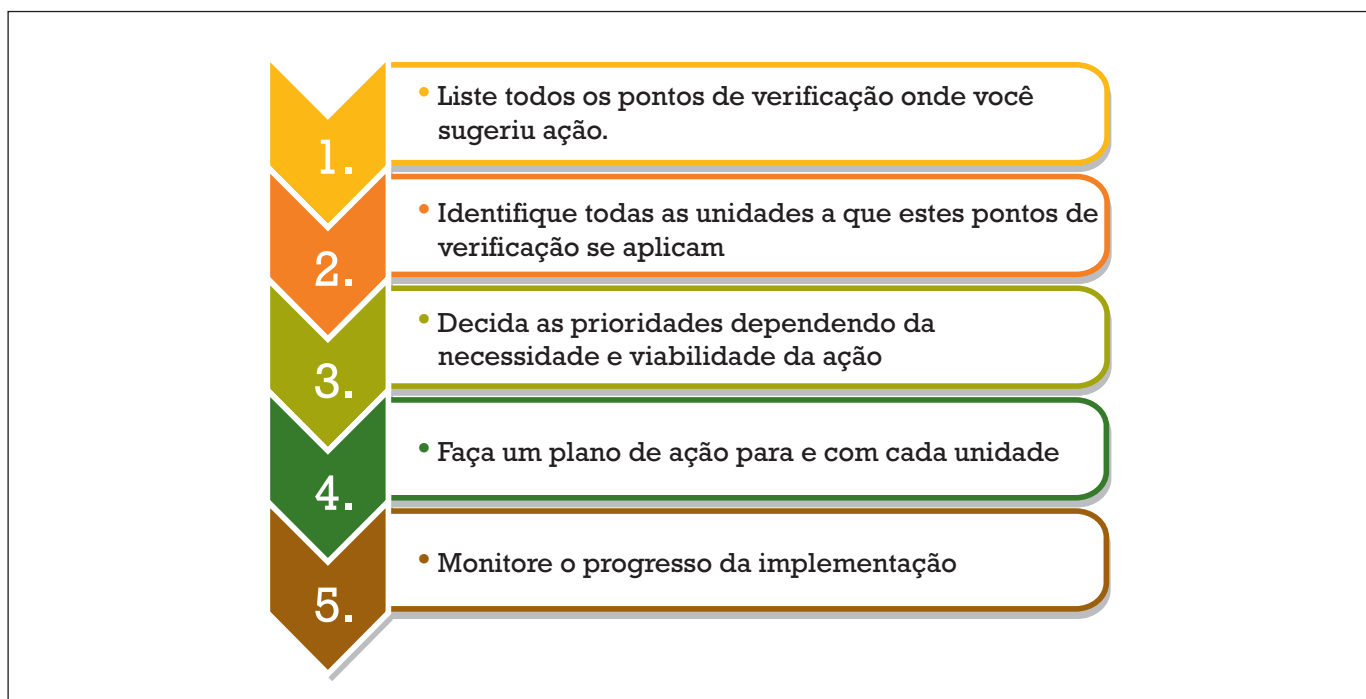 1.
• Liste todos os pontos de verificação onde você
sugeriu ação.
2.
• Identifique todas as unidades a que estes pontos de
verificação se aplicam
3.
• Decida as prioridades dependendo da
necessidade e viabilidade da ação
4.
• Faça um plano de ação para e com cada unidade
5.
• Monitore o progresso da implementação